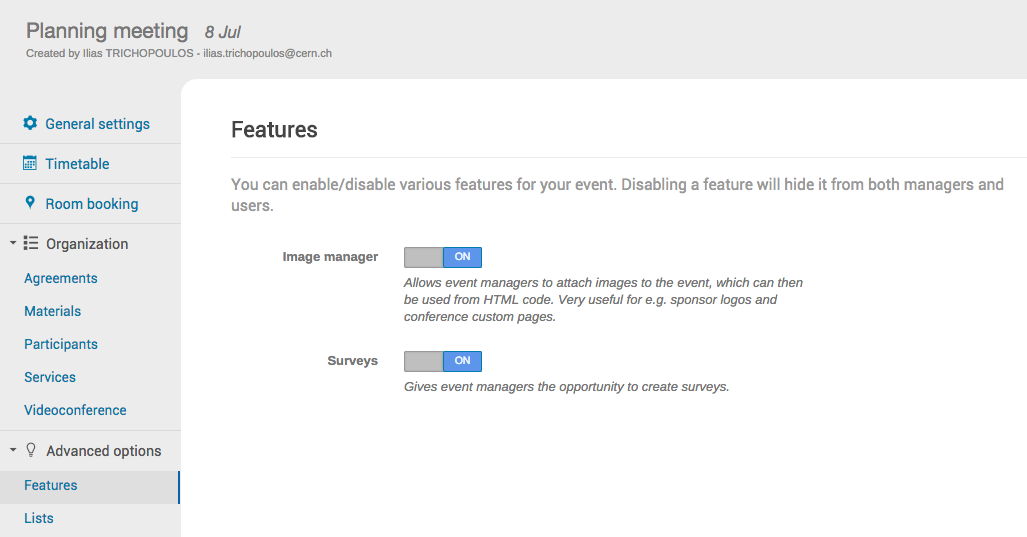 Planning meeting 8 Jul
Created by Ilias TRICHOPOULOS - ilias.trichopoulos@cern.ch
General settings
Timetable
Room booking
Organization
Agreements
Materials
Participants
Services
Videoconference
Advanced options
Features
Lists
Features
You can enable/disable various features for your event. Disabling a feature will hide it from both managers and
users.
Image manager ON
Allows event managers to attach images to the event, which can then
be used from HTML code. Very useful for e.g. sponsor logos and
conference custom pages.
Surveys ON
Gives event managers the opportunity to create surveys.